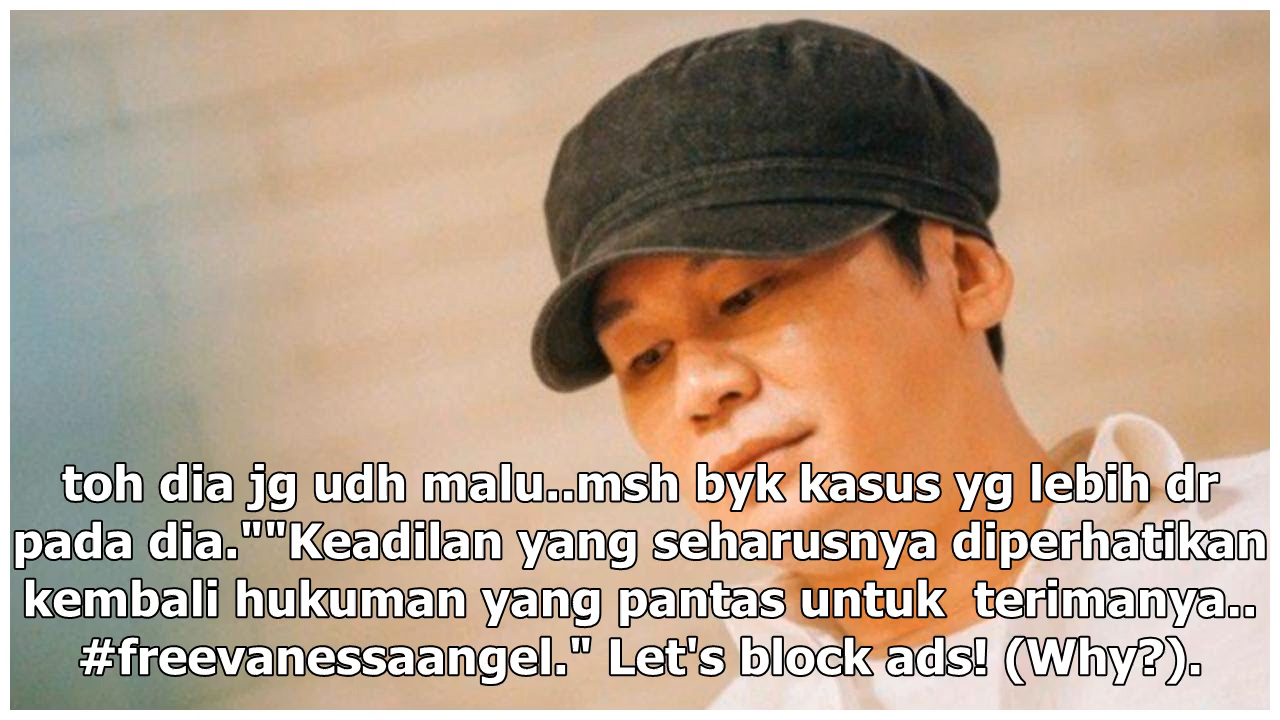 toh dia jg udh malu..msh byk kasus yg lebih dr
pada dia.""Keadilan yang seharusnya diperhatikan
kembali hukuman yang pantas untuk  terimanya..
#freevanessaangel." Let's block ads! (Why?).